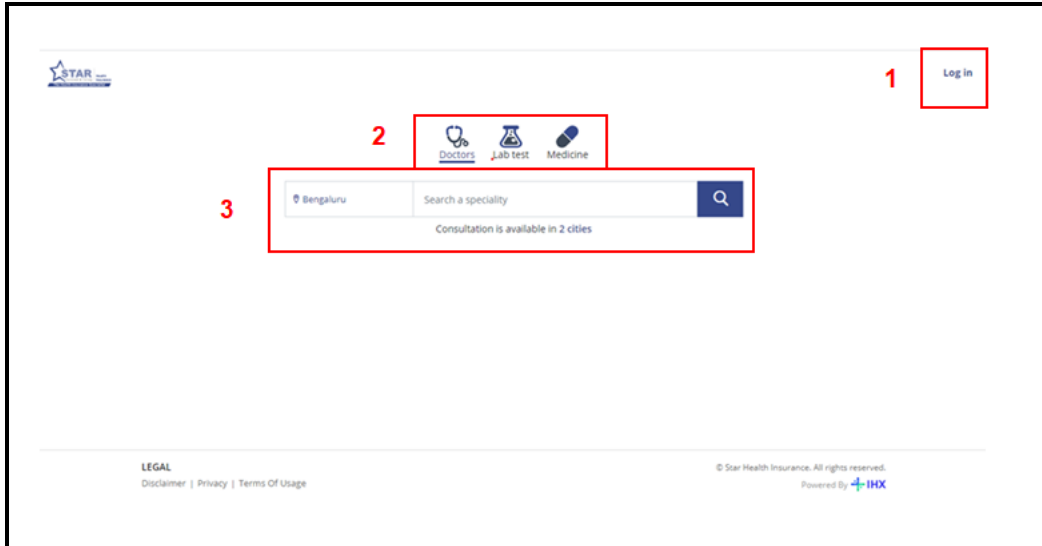 STAR
1
Log in
2
Doctors
Lab test
Medicine
3
Bengaluru
Search a speciality
Consultation is available in 2 cities
LEGAL
Disclaimer | Privacy | Terms Of Usage
© Star Health Insurance. All rights reserved.
Powered By IHX